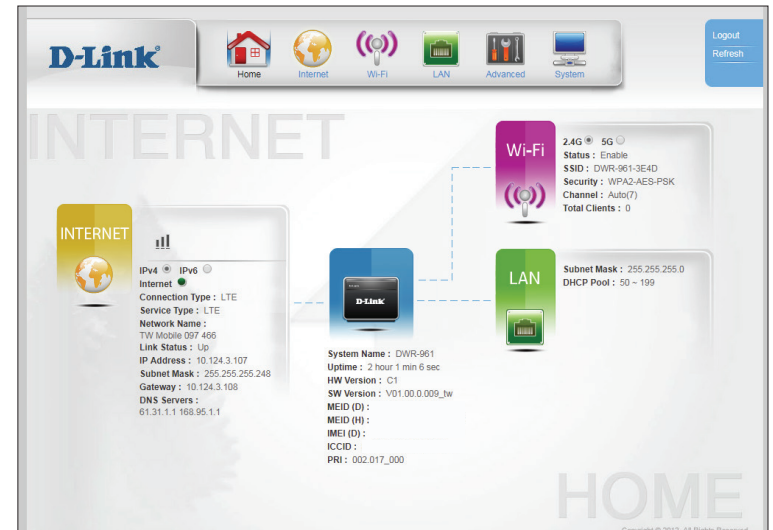 D-Link
Home
Internet
Wi-Fi
LAN
Advanced
System
Logout
Refresh
INTERNET
Wi-Fi
2.4G 5G
Status : Enable
SSID : DWR-961-3E4D
Security : WPA2-AES-PSK
Channel : Auto(7)
Total Clients : 0
INTERNET
IPv4 IPv6
Internet
Connection Type : LTE
Service Type : LTE
Network Name :
TW Mobile 097 466
Link Status : Up
IP Address : 10.124.3.107
Subnet Mask : 255.255.255.248
Gateway : 10.124.3.108
DNS Servers :
61.31.1.1 168.95.1.1
D-Link
System Name : DWR-961
Uptime : 2 hour 1 min 6 sec
HW Version : C1
SW Version : V01.00.0.009_tw
MEID (D) :
MEID (H) :
IMEI (D) :
ICCID :
PRI : 002.017_000
LAN
Subnet Mask : 255.255.255.0
DHCP Pool : 50 ~ 199
HOME